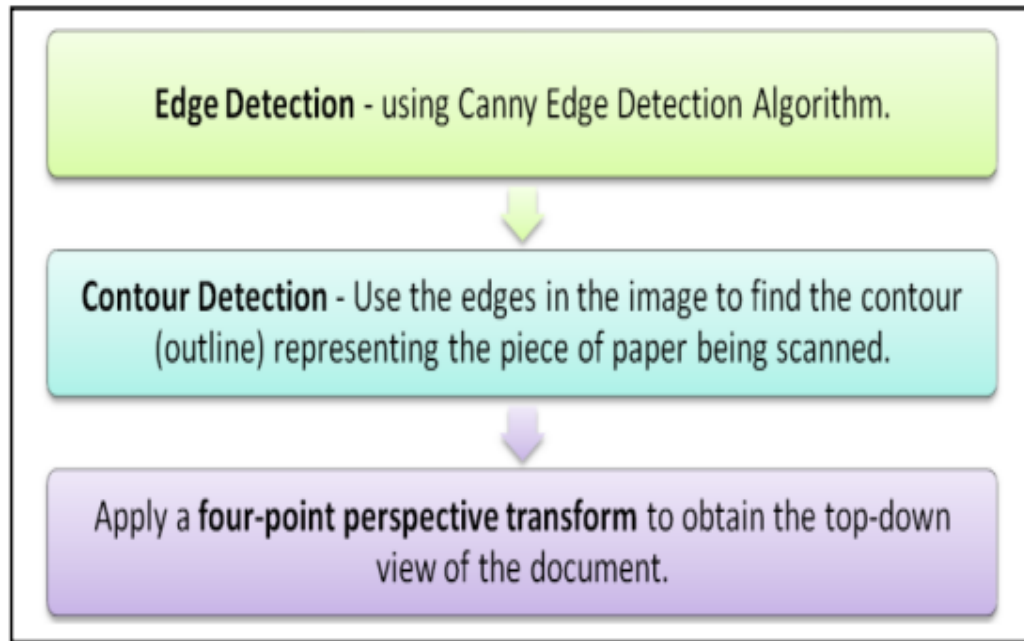 Edge Detection - using Canny Edge Detection Algorithm.
Contour Detection - Use the edges in the image to find the contour
(outline) representing the piece of paper being scanned.
Apply a four-point perspective transform to obtain the top-down
view of the document.